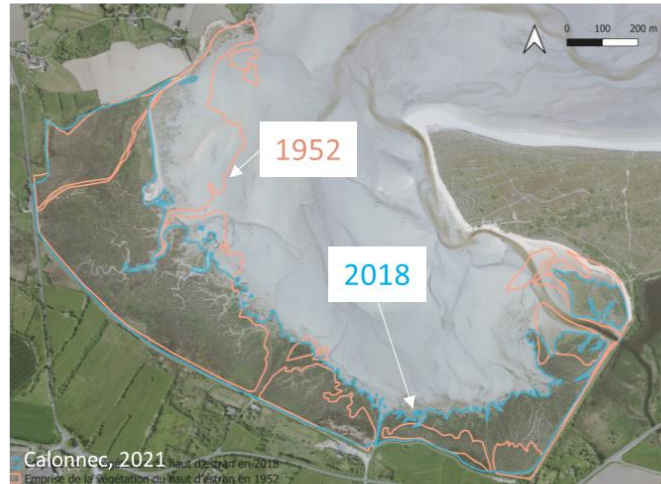 0 100 200 m
1952
2018
Calonnec, 2021
haut d'estran en 2018
Emprise de la végétation du haut d'estran en 1952